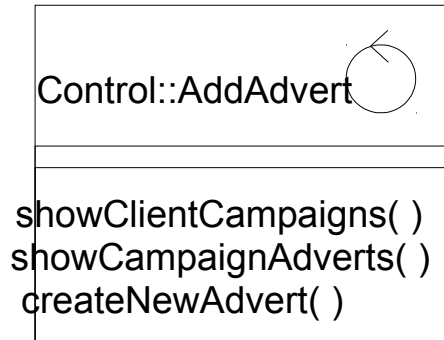 Control::AddAdvert
showClientCampaigns( )
showCampaignAdverts( )
createNewAdvert( )